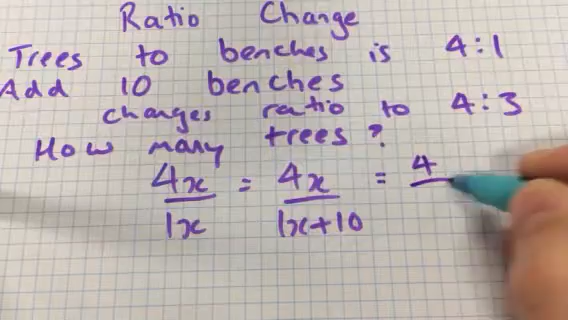 Ratio Change
Trees to benches is 4:1
Add 10 benches
changes ratio to 4:3
How many trees?
4x/1x = 4x/1x+10 = 4